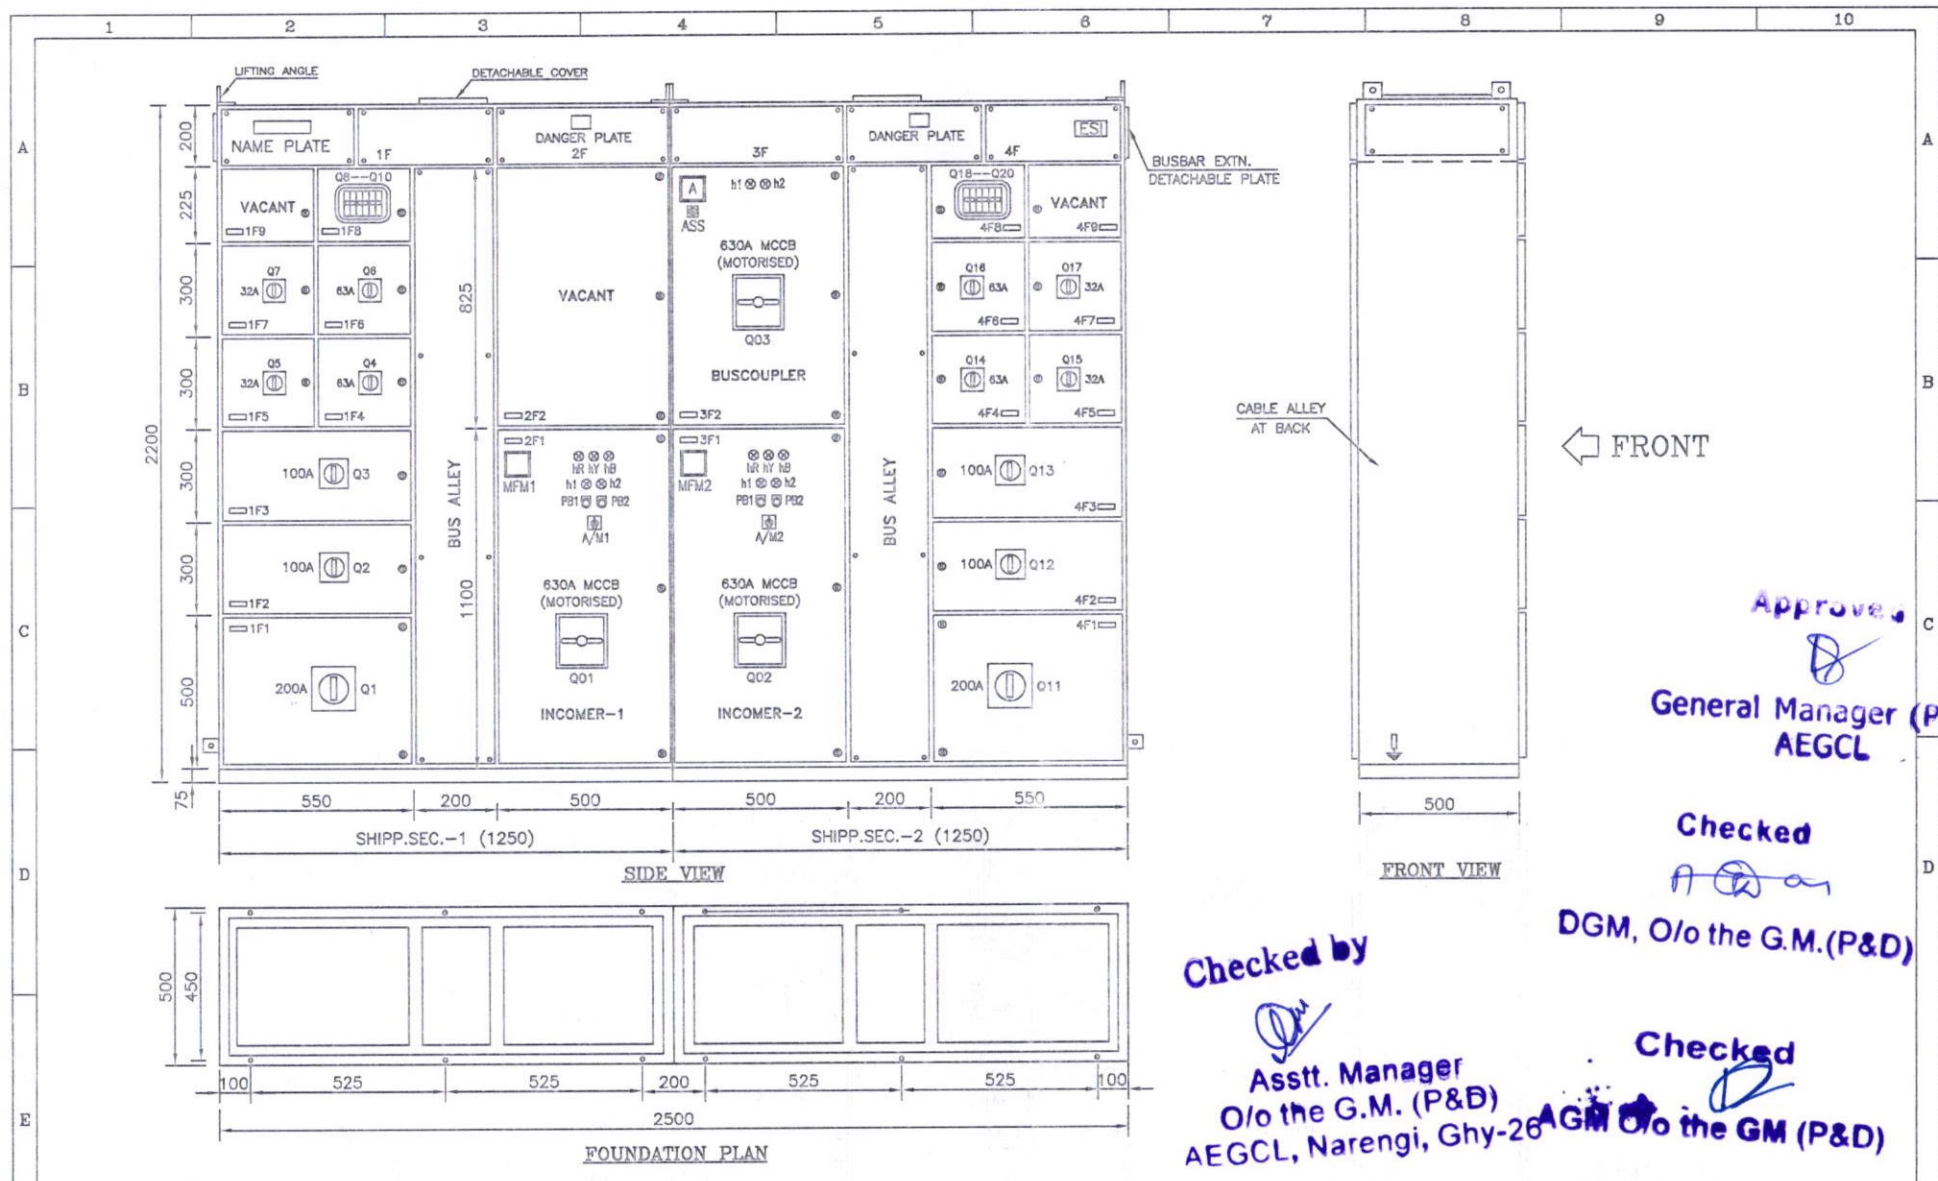 1 2 3 4 5 6 7 8 9 10
A
B
C
D
E
A
B
C
D
LIFTING ANGLE
DETACHABLE COVER
NAME PLATE
1F
DANGER PLATE
2F
3F
DANGER PLATE
4F
ESI
BUSBAR EXTN.
DETACHABLE PLATE
2200
200
225
300
300
300
300
500
75
VACANT
1F9
Q8--Q10
1F8
Q7
32A
1F7
Q6
63A
1F6
Q5
32A
1F5
Q4
63A
1F4
100A Q3
1F3
100A Q2
1F2
1F1
200A Q1
BUS ALLEY
825
1100
VACANT
2F2
2F1
MFM1
hR hY hB
h1 h2
PB1 PB2
A/M1
630A MCCB
(MOTORISED)
Q01
INCOMER-1
A
ASS
h1 h2
630A MCCB
(MOTORISED)
Q03
BUSCOUPLER
3F2
3F1
MFM2
hR hY hB
h1 h2
PB1 PB2
A/M2
630A MCCB
(MOTORISED)
Q02
INCOMER-2
BUS ALLEY
Q18--Q20
4F8
VACANT
4F9
Q16
63A
4F6
Q17
32A
4F7
Q14
63A
4F4
Q15
32A
4F5
100A Q13
4F3
100A Q12
4F2
4F1
200A Q11
550 200 500 500 200 550
SHIPP.SEC.-1 (1250) SHIPP.SEC.-2 (1250)
SIDE VIEW
CABLE ALLEY
AT BACK
FRONT
500
FRONT VIEW
500
450
100 525 525 200 525 525 100
2500
FOUNDATION PLAN
Approved
General Manager (P
AEGCL
Checked
DGM, O/o the G.M.(P&D)
Checked by
Asstt. Manager
O/o the G.M. (P&D)
AEGCL, Narengi, Ghy-26
Checked
AGM O/o the GM (P&D)